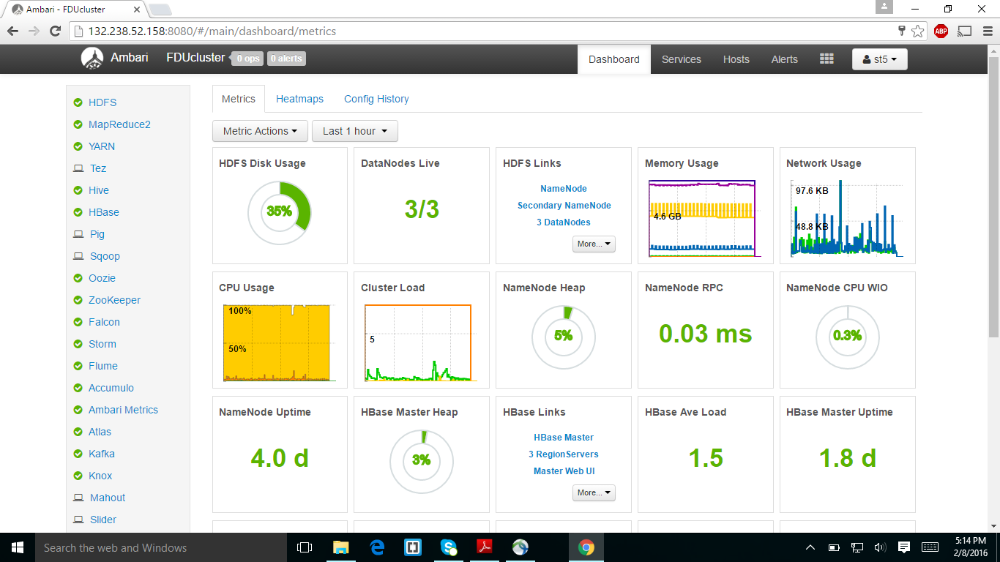 Ambari - FDUcluster
132.238.52.158:8080/#/main/dashboard/metrics
ABP
Ambari FDUcluster 0 ops 0 alerts Dashboard Services Hosts Alerts st5
HDFS
MapReduce2
YARN
Tez
Hive
HBase
Pig
Sqoop
Oozie
ZooKeeper
Falcon
Storm
Flume
Accumulo
Ambari Metrics
Atlas
Kafka
Knox
Mahout
Slider
Metrics Heatmaps Config History
Metric Actions Last 1 hour
HDFS Disk Usage
35%
DataNodes Live
3/3
HDFS Links
NameNode
Secondary NameNode
3 DataNodes
More...
Memory Usage
4.6 GB
Network Usage
97.6 KB
48.8 KB
CPU Usage
100%
50%
Cluster Load
5
NameNode Heap
5%
NameNode RPC
0.03 ms
NameNode CPU WIO
0.3%
NameNode Uptime
4.0 d
HBase Master Heap
3%
HBase Links
HBase Master
3 RegionServers
Master Web UI
More...
HBase Ave Load
1.5
HBase Master Uptime
1.8 d
Search the web and Windows
5:14 PM
2/8/2016